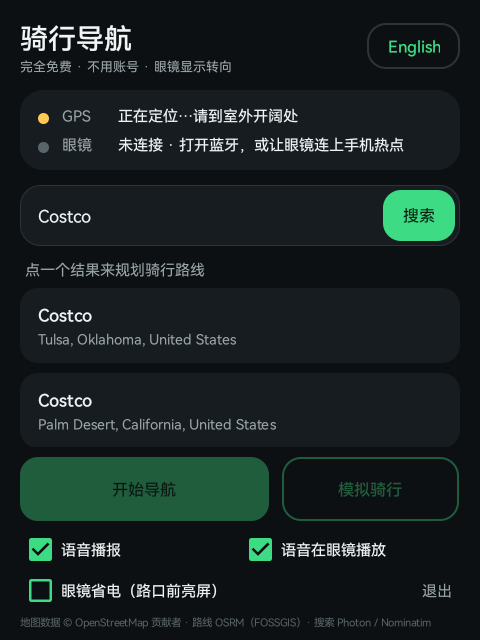 骑行导航
English
完全免费 · 不用账号 · 眼镜显示转向
GPS 正在定位…请到室外开阔处
眼镜 未连接 · 打开蓝牙，或让眼镜连上手机热点
Costco 搜索
点一个结果来规划骑行路线
Costco
Tulsa, Oklahoma, United States
Costco
Palm Desert, California, United States
开始导航 模拟骑行
语音播报 语音在眼镜播放
眼镜省电（路口前亮屏） 退出
地图数据 © OpenStreetMap 贡献者 · 路线 OSRM（FOSSGIS）· 搜索 Photon / Nominatim